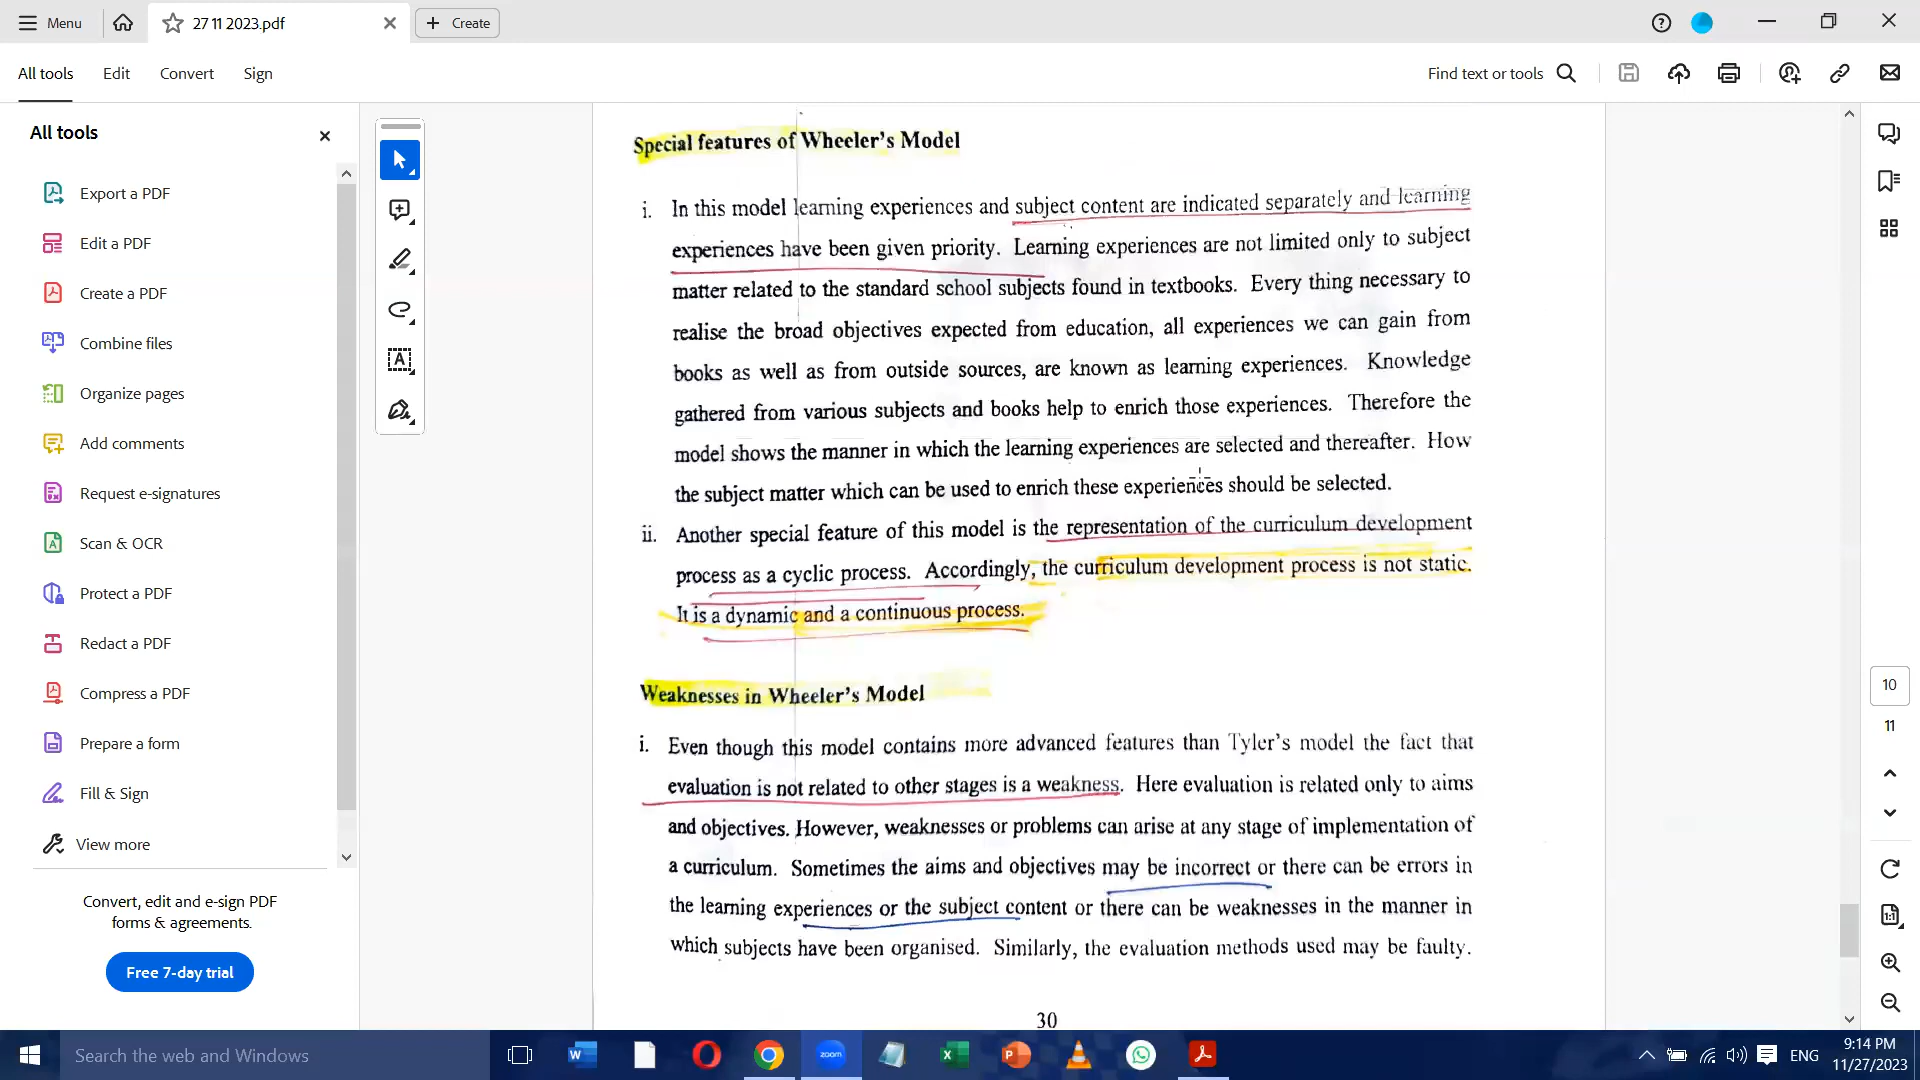 Menu
27 11 2023.pdf
Create
All tools
Edit
Convert
Sign
Find text or tools
All tools
Export a PDF
Edit a PDF
Create a PDF
Combine files
Organize pages
Add comments
Request e-signatures
Scan & OCR
Protect a PDF
Redact a PDF
Compress a PDF
Prepare a form
Fill & Sign
View more
Convert, edit and e-sign PDF
forms & agreements.
Free 7-day trial
Special features of Wheeler's Model
i. In this model learning experiences and subject content are indicated separately and learning
experiences have been given priority. Learning experiences are not limited only to subject
matter related to the standard school subjects found in textbooks. Every thing necessary to
realise the broad objectives expected from education, all experiences we can gain from
books as well as from outside sources, are known as learning experiences. Knowledge
gathered from various subjects and books help to enrich those experiences. Therefore the
model shows the manner in which the learning experiences are selected and thereafter. How
the subject matter which can be used to enrich these experiences should be selected.
ii. Another special feature of this model is the representation of the curriculum development
process as a cyclic process. Accordingly, the curriculum development process is not static.
It is a dynamic and a continuous process.
Weaknesses in Wheeler's Model
i. Even though this model contains more advanced features than Tyler's model the fact that
evaluation is not related to other stages is a weakness. Here evaluation is related only to aims
and objectives. However, weaknesses or problems can arise at any stage of implementation of
a curriculum. Sometimes the aims and objectives may be incorrect or there can be errors in
the learning experiences or the subject content or there can be weaknesses in the manner in
which subjects have been organised. Similarly, the evaluation methods used may be faulty.
30
10
11
1:1
Search the web and Windows
zoom
ENG
9:14 PM
11/27/2023